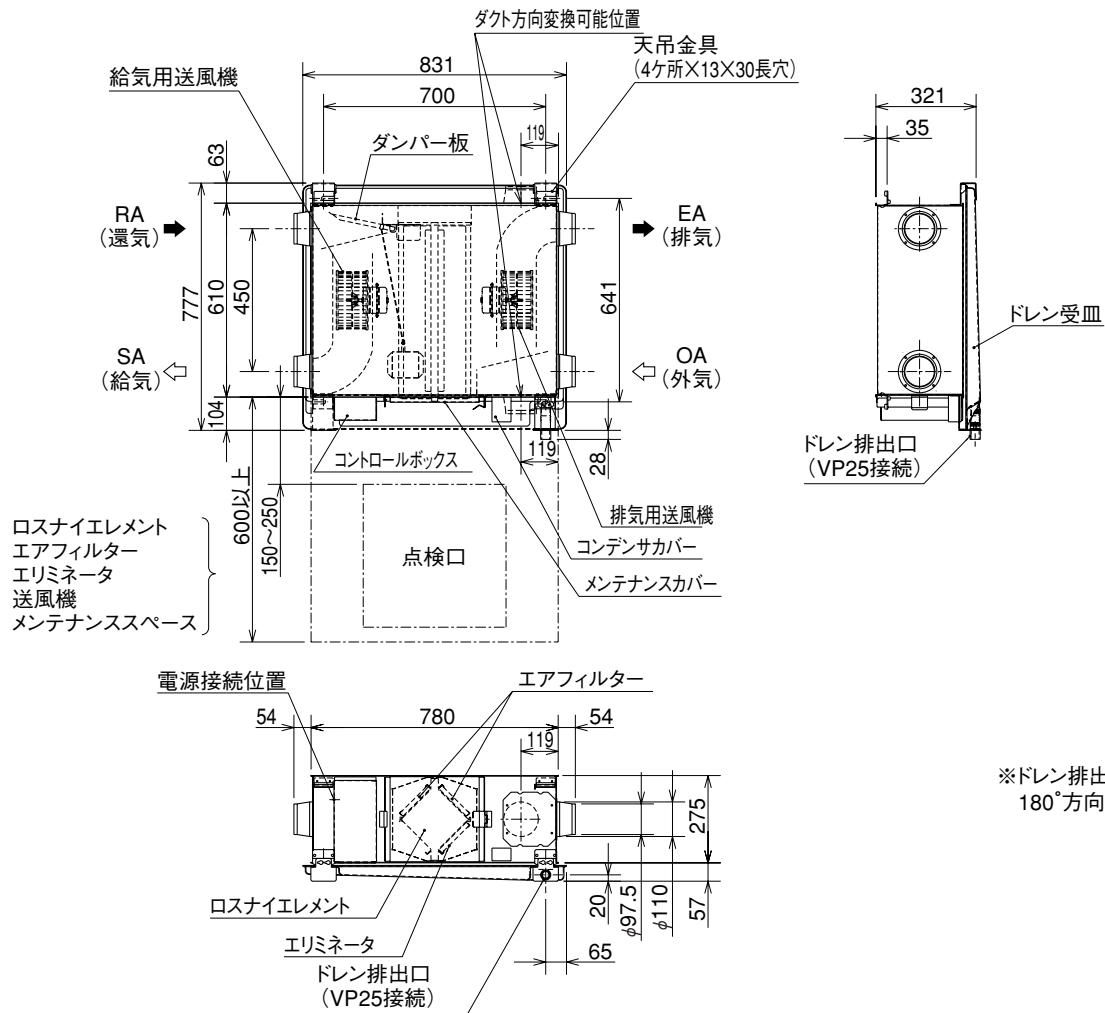 ダクト方向変換可能位置
天吊金具
（4ケ所×13×30長穴）
給気用送風機
831
700
119
ダンパー板
63
RA
（還気）
EA
（排気）
777
610
450
641
SA
（給気）
OA
（外気）
104
コントロールボックス
119
28
600以上
150～250
点検口
排気用送風機
コンデンサカバー
メンテナンスカバー
ロスナイエレメント
エアフィルター
エリミネータ
送風機
メンテナンススペース
321
35
ドレン受皿
ドレン排出口
（VP25接続）
電源接続位置
エアフィルター
54
780
54
119
275
57
20
φ97.5
φ110
65
ロスナイエレメント
エリミネータ
ドレン排出口
（VP25接続）
※ドレン排出
180°方向